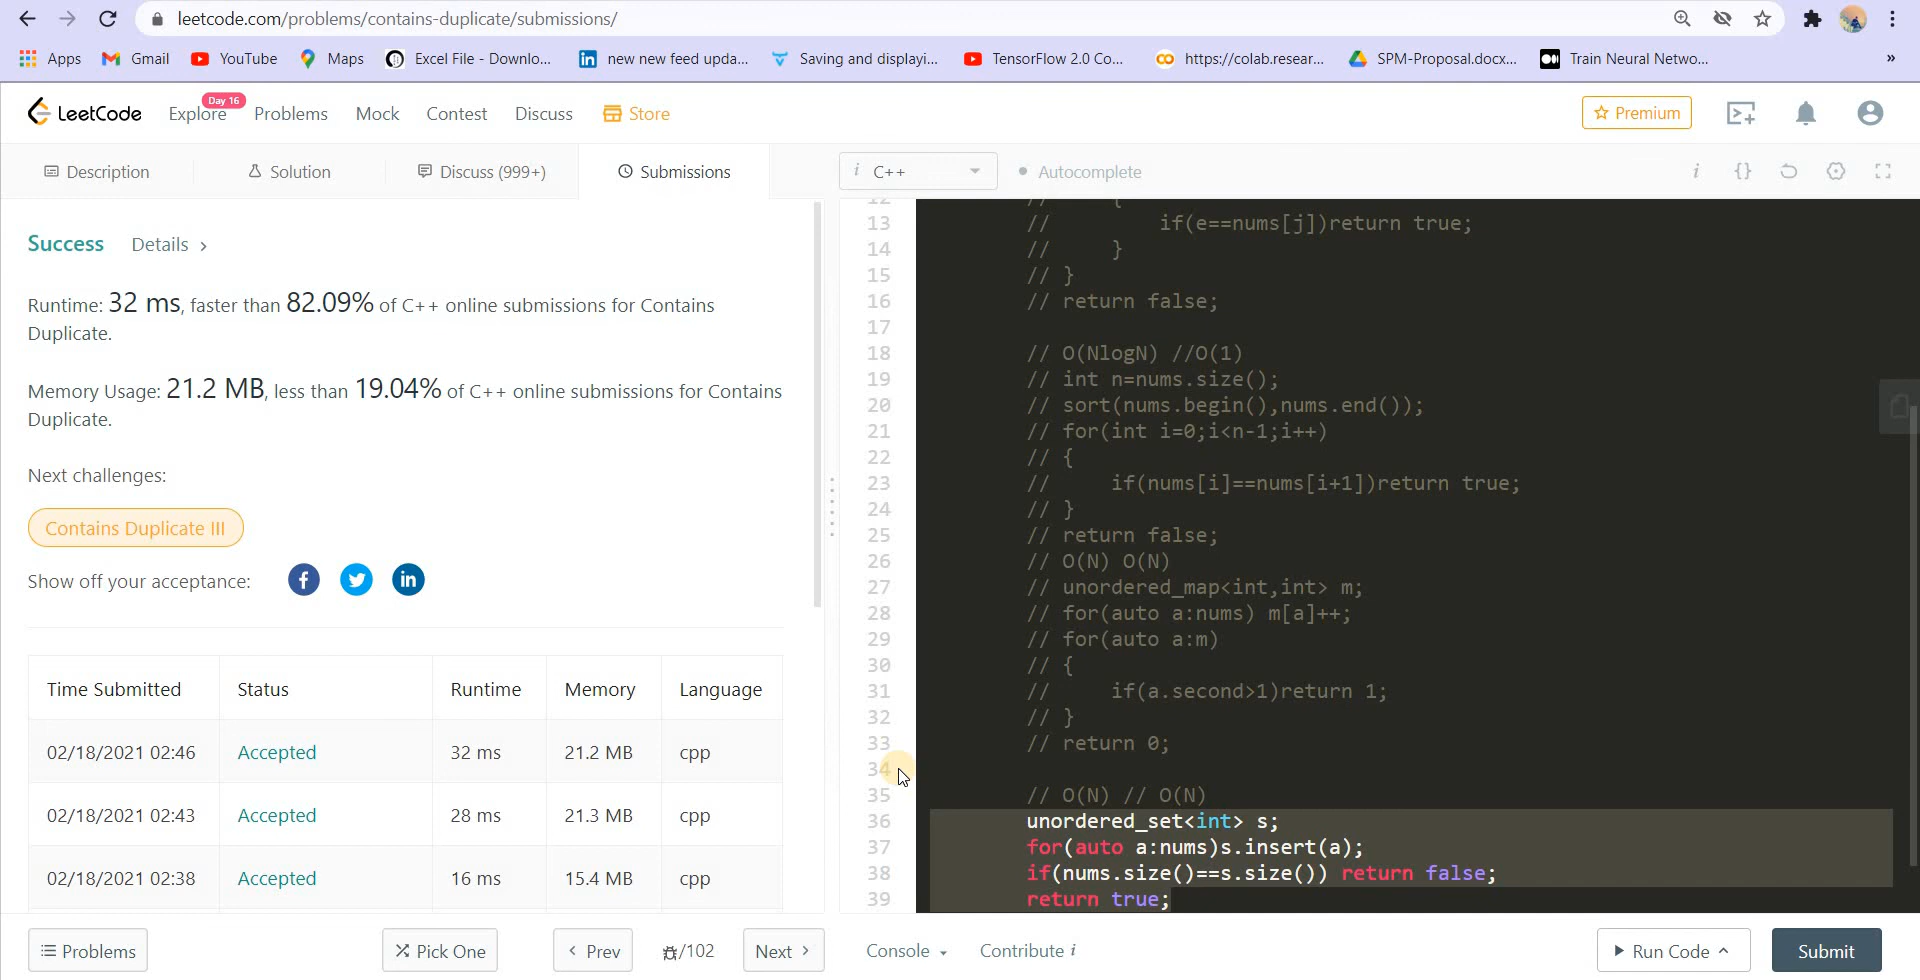 leetcode.com/problems/contains-duplicate/submissions/
Apps Gmail YouTube Maps Excel File - Downlo... new new feed upda... Saving and displayi... TensorFlow 2.0 Co... https://colab.resear... SPM-Proposal.docx... Train Neural Netwo... »
LeetCode Explore Day 16 Problems Mock Contest Discuss Store Premium
Description Solution Discuss (999+) Submissions
i C++ Autocomplete i {}
Success Details >
Runtime: 32 ms, faster than 82.09% of C++ online submissions for Contains
Duplicate.
Memory Usage: 21.2 MB, less than 19.04% of C++ online submissions for Contains
Duplicate.
Next challenges:
Contains Duplicate III
Show off your acceptance:
Time Submitted Status Runtime Memory Language
02/18/2021 02:46 Accepted 32 ms 21.2 MB cpp
02/18/2021 02:43 Accepted 28 ms 21.3 MB cpp
02/18/2021 02:38 Accepted 16 ms 15.4 MB cpp
12 // {
13 // if(e==nums[j])return true;
14 // }
15 // }
16 // return false;
17
18 // O(NlogN) //O(1)
19 // int n=nums.size();
20 // sort(nums.begin(),nums.end());
21 // for(int i=0;i<n-1;i++)
22 // {
23 // if(nums[i]==nums[i+1])return true;
24 // }
25 // return false;
26 // O(N) O(N)
27 // unordered_map<int,int> m;
28 // for(auto a:nums) m[a]++;
29 // for(auto a:m)
30 // {
31 // if(a.second>1)return 1;
32 // }
33 // return 0;
34
35 // O(N) // O(N)
36 unordered_set<int> s;
37 for(auto a:nums)s.insert(a);
38 if(nums.size()==s.size()) return false;
39 return true;
Problems Pick One < Prev /102 Next > Console Contribute i Run Code Submit